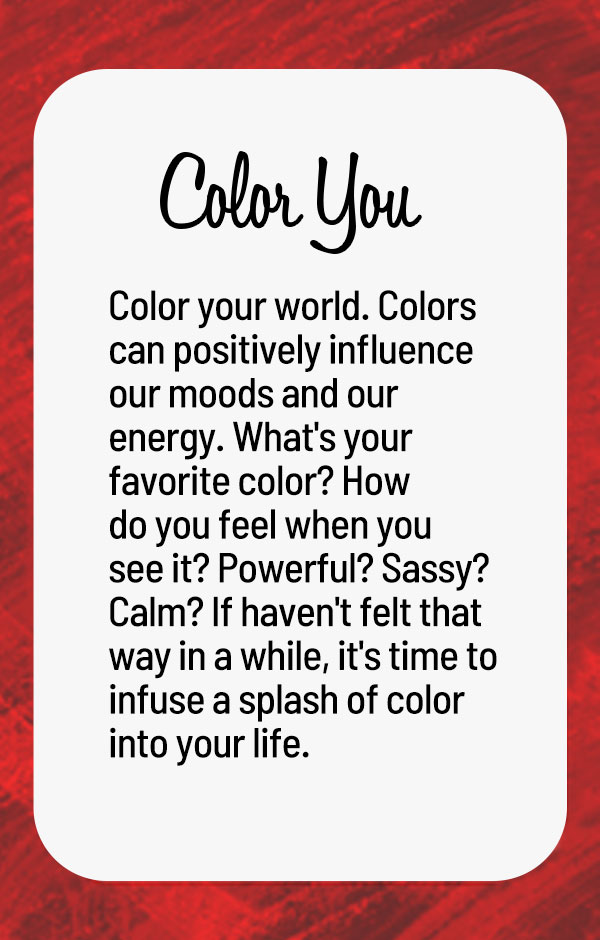 Color You
Color your world. Colors
can positively influence
our moods and our
energy. What's your
favorite color? How
do you feel when you
see it? Powerful? Sassy?
Calm? If haven't felt that
way in a while, it's time to
infuse a splash of color
into your life.